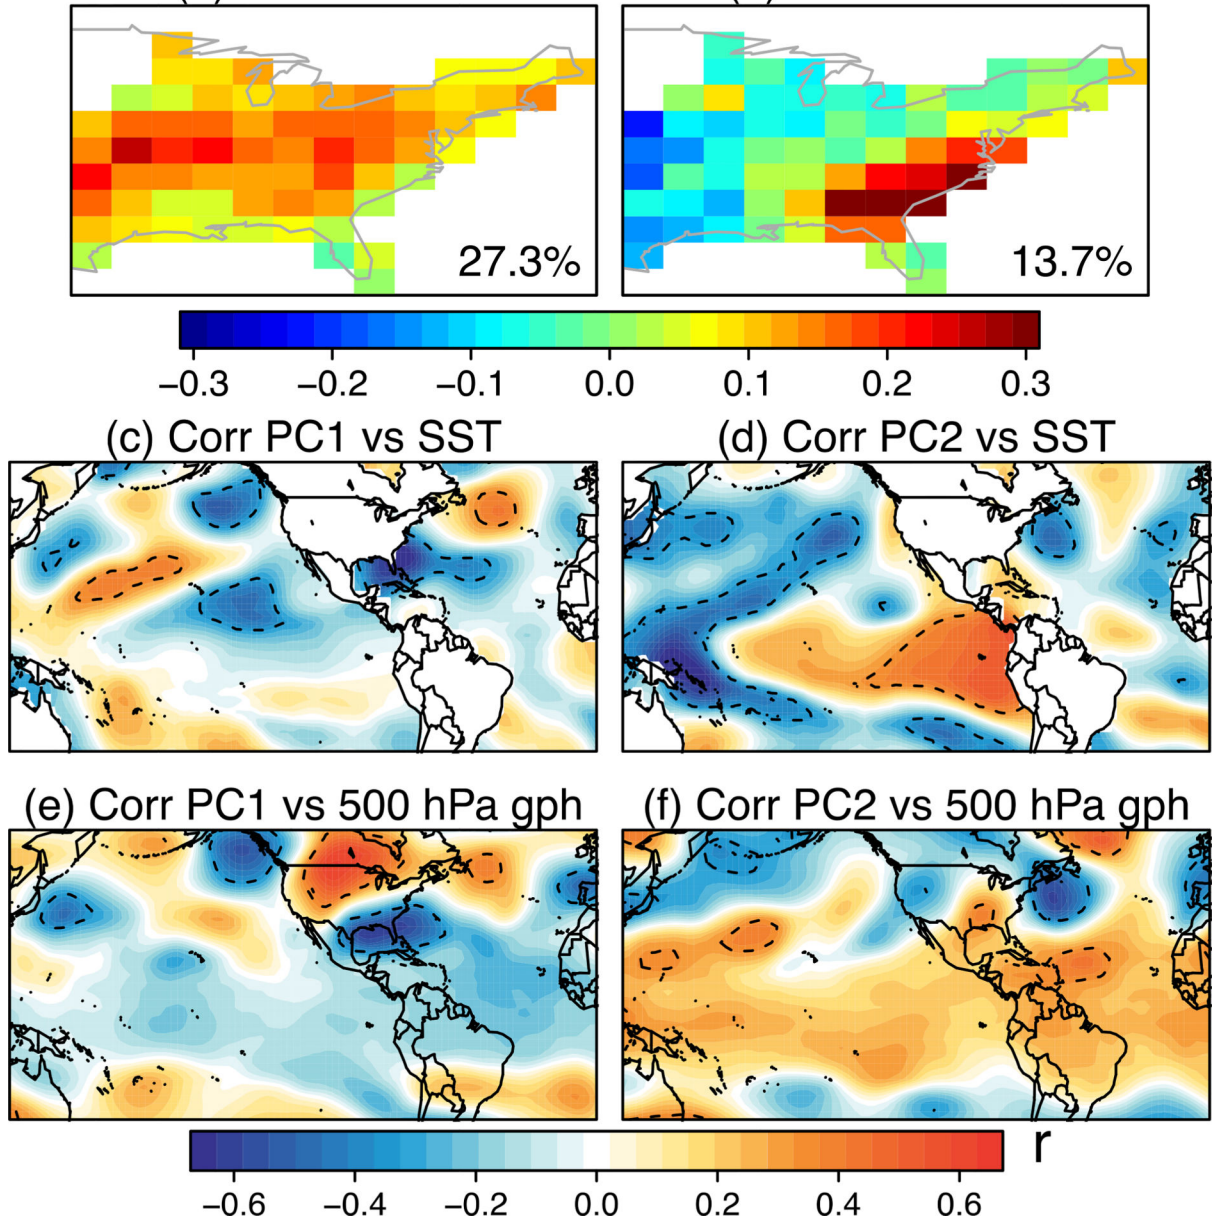 27.3%
13.7%
−0.3 −0.2 −0.1 0.0 0.1 0.2 0.3
(c) Corr PC1 vs SST
(d) Corr PC2 vs SST
(e) Corr PC1 vs 500 hPa gph
(f) Corr PC2 vs 500 hPa gph
r
−0.6 −0.4 −0.2 0.0 0.2 0.4 0.6